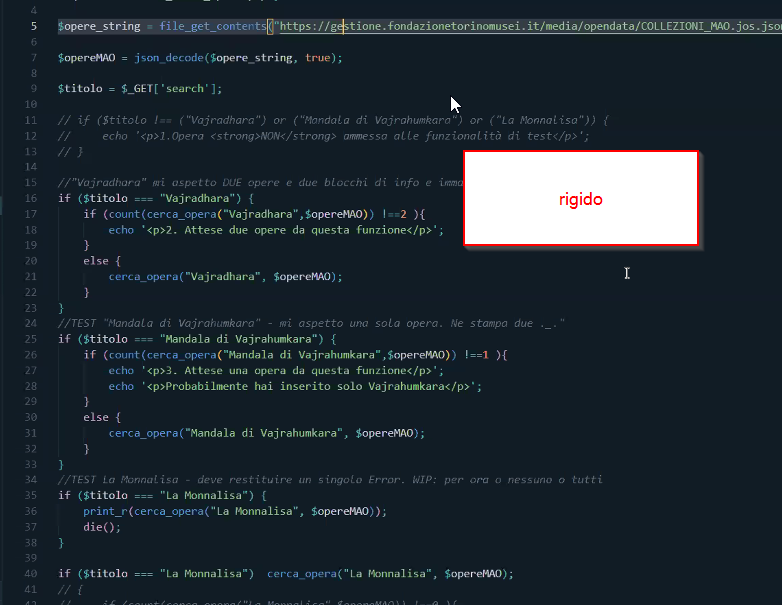 4
5 $opere_string = file_get_contents("https://gestione.fondazionetorinomusei.it/media/opendata/COLLEZIONI_MAO.jos.json
6
7 $opereMAO = json_decode($opere_string, true);
8
9 $titolo = $_GET['search'];
10
11 // if ($titolo !== ("Vajradhara") or ("Mandala di Vajrahumkara") or ("La Monnalisa")) {
12 //     echo '<p>1.Opera <strong>NON</strong> ammessa alle funzionalità di test</p>';
13 // }
14
15 //"Vajradhara" mi aspetto DUE opere e due blocchi di info e imma
rigido
16 if ($titolo === "Vajradhara") {
17     if (count(cerca_opera("Vajradhara",$opereMAO)) !==2 ){
18         echo '<p>2. Attese due opere da questa funzione</p>';
19     }
20     else {
21         cerca_opera("Vajradhara", $opereMAO);
22     }
23 }
24 //TEST "Mandala di Vajrahumkara" - mi aspetto una sola opera. Ne stampa due ._."
25 if ($titolo === "Mandala di Vajrahumkara") {
26     if (count(cerca_opera("Mandala di Vajrahumkara",$opereMAO)) !==1 ){
27         echo '<p>3. Attese una opera da questa funzione</p>';
28         echo '<p>Probabilmente hai inserito solo Vajrahumkara</p>';
29     }
30     else {
31         cerca_opera("Mandala di Vajrahumkara", $opereMAO);
32     }
33 }
34 //TEST La Monnalisa - deve restituire un singolo Error. WIP: per ora o nessuno o tutti
35 if ($titolo === "La Monnalisa") {
36     print_r(cerca_opera("La Monnalisa", $opereMAO));
37     die();
38 }
39
40 if ($titolo === "La Monnalisa")  cerca_opera("La Monnalisa", $opereMAO);
41 // {